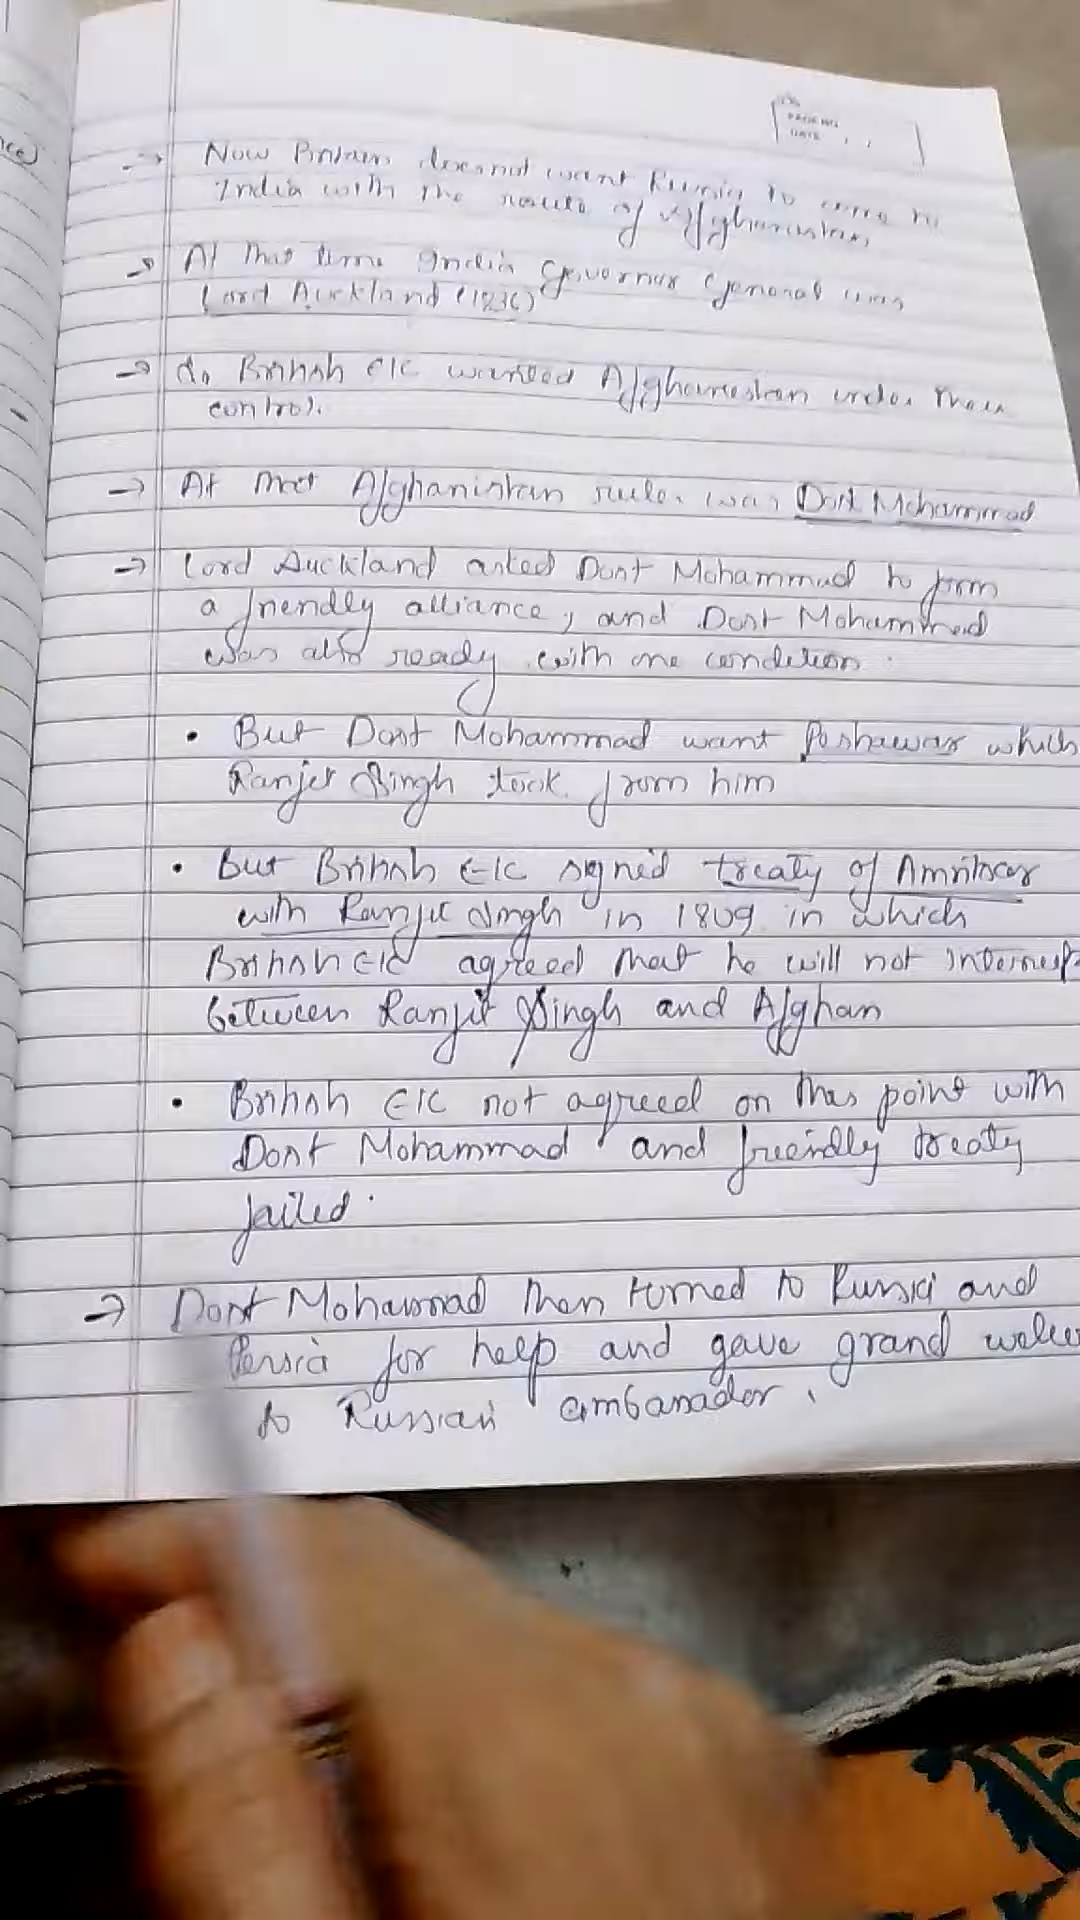 ce)
PAGE NO.
DATE
→ Now Britain doesnot want Russia to come to
India with the route of Afghanistan.
→ At that time India Governor General was
Lord Auckland (1836)
→ So British EIC wanted Afghanistan under their
control.
→ At that Afghanistan ruler was Dost Mohammad
→ Lord Auckland asked Dost Mohammad to form
a friendly alliance, and Dost Mohammad
was also ready with one condition.
• But Dost Mohammad want Peshawar which
Ranjit Singh took from him
• But British EIC signed treaty of Amritsar
with Ranjit Singh in 1809 in which
British EIC agreed that he will not
between Ranjit Singh and Afghan
• British EIC not agreed on this point with
Dost Mohammad and friendly treaty
failed.
→ Dost Mohammad then turned to Russia and
Persia for help and gave grand
to Russian ambassador.